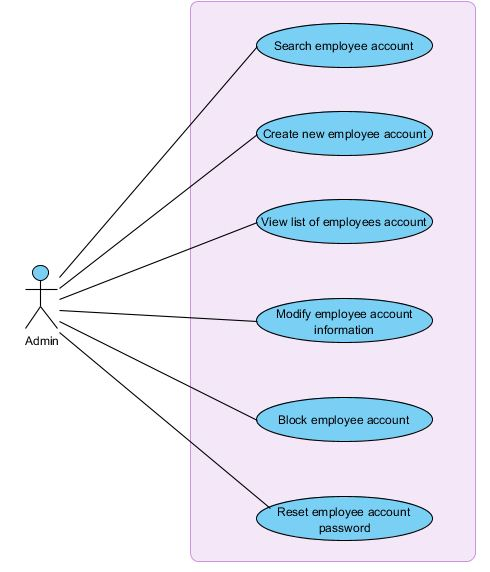 Search employee account
Create new employee account
View list of employees account
Admin
Modify employee account
information
Block employee account
Reset employee account
password